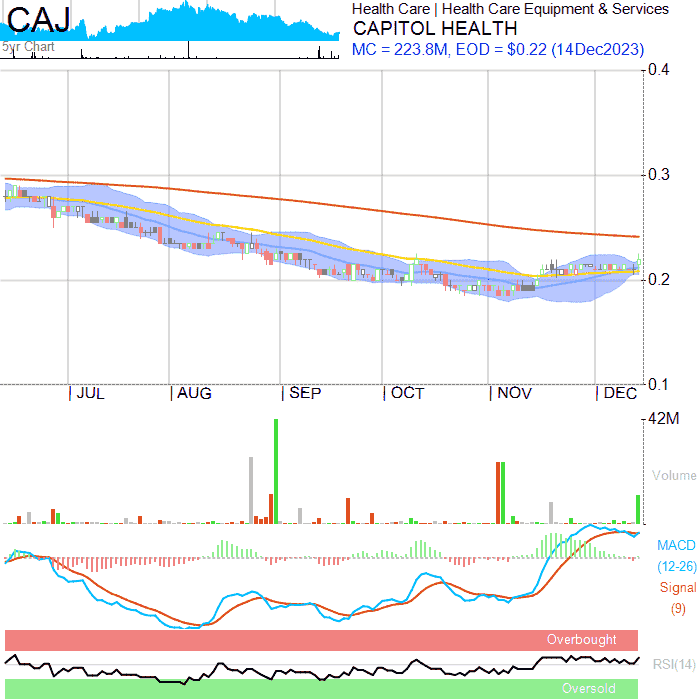 CAJ
5yr Chart
Health Care | Health Care Equipment & Services
CAPITOL HEALTH
MC = 223.8M, EOD = $0.22 (14Dec2023)
0.4
0.3
0.2
0.1
| JUL | AUG | SEP | OCT | NOV | DEC
42M
Volume
MACD
(12-26)
Signal
(9)
Overbought
RSI(14)
Oversold